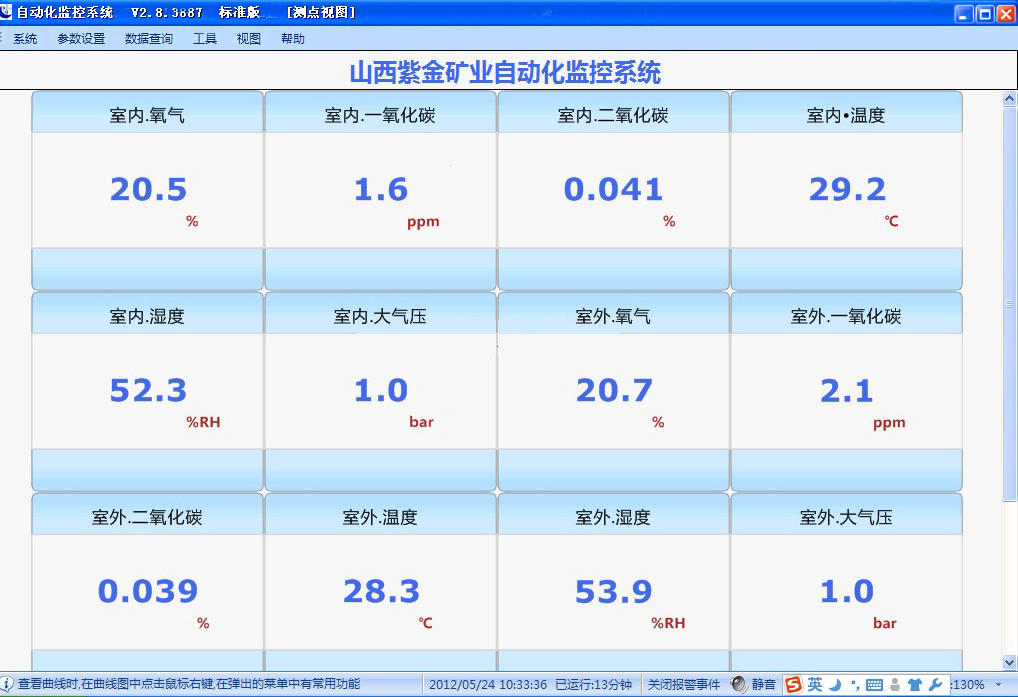 自动化监控系统 V2.8.3687 标准版 [测点视图]
系统 参数设置 数据查询 工具 视图 帮助
山西紫金矿业自动化监控系统
室内.氧气 室内.一氧化碳 室内.二氧化碳 室内•温度
20.5 1.6 0.041 29.2
% ppm % ℃
室内.湿度 室内.大气压 室外.氧气 室外.一氧化碳
52.3 1.0 20.7 2.1
%RH bar % ppm
室外.二氧化碳 室外.温度 室外.湿度 室外.大气压
0.039 28.3 53.9 1.0
% ℃ %RH bar
查看曲线时,在曲线图中点击鼠标右键,在弹出的菜单中有常用功能 2012/05/24 10:33:36 已运行:13分钟 关闭报警事件 静音 S 英 :130%